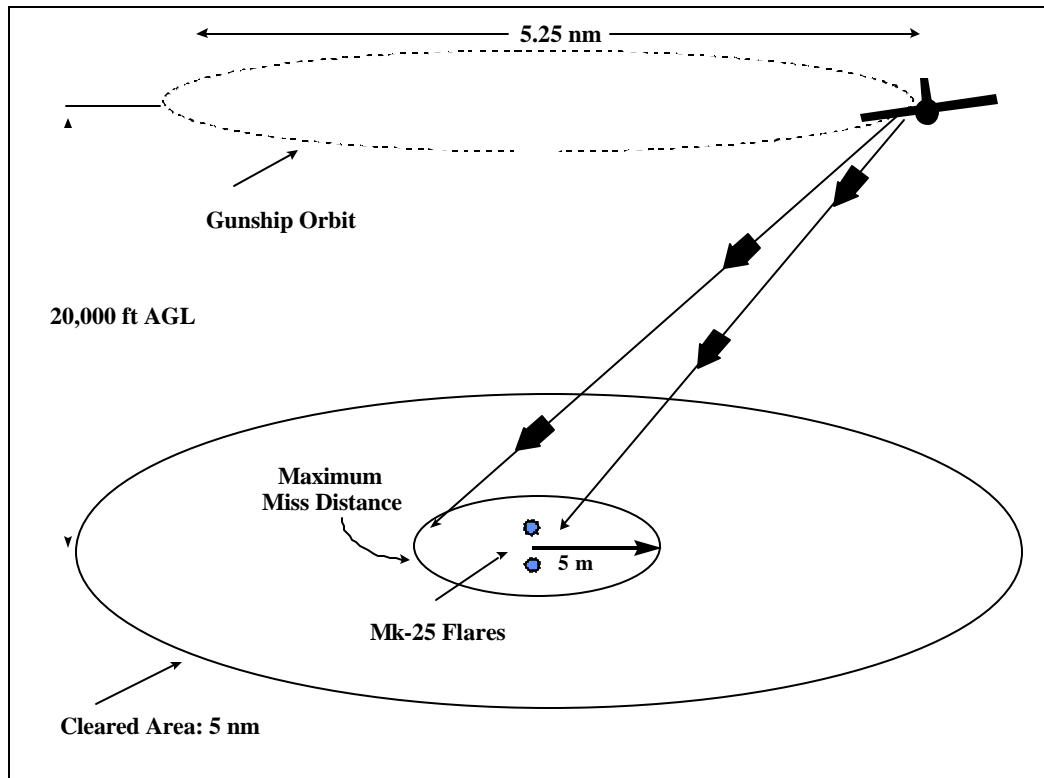 5.25 nm
Gunship Orbit
20,000 ft AGL
Maximum
Miss Distance
5 m
Mk-25 Flares
Cleared Area: 5 nm